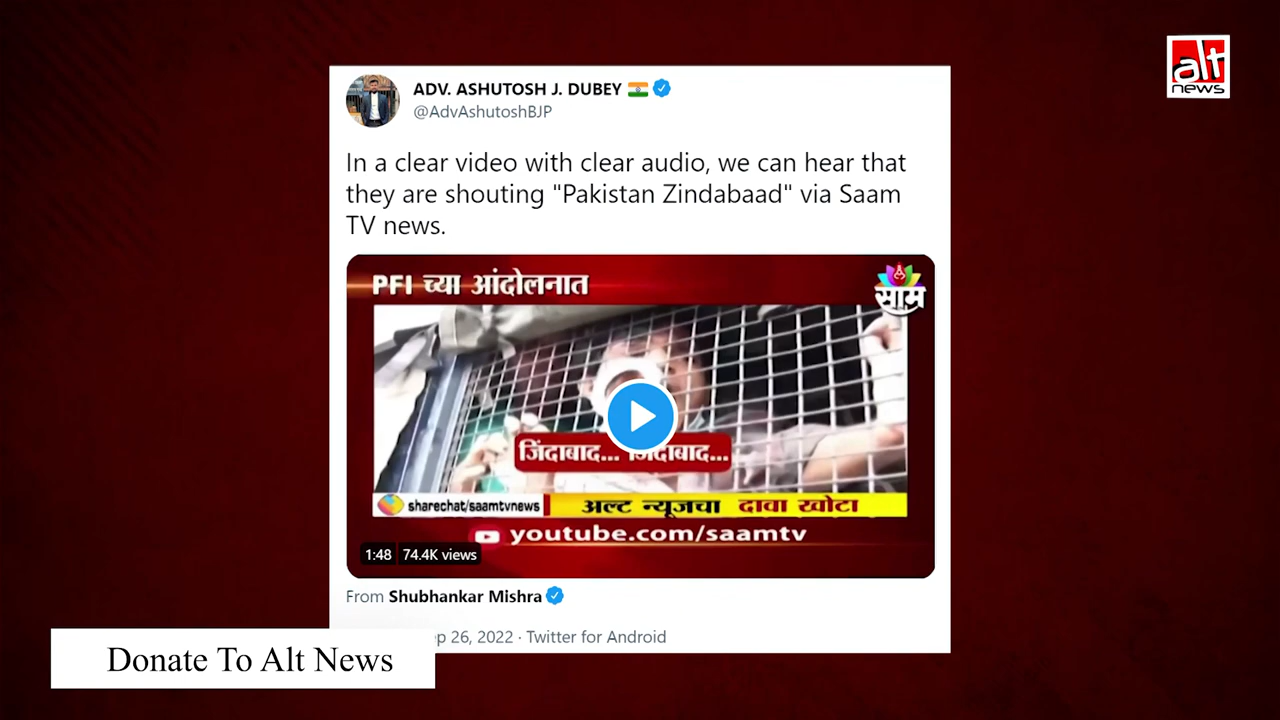 alt
news
ADV. ASHUTOSH J. DUBEY
@AdvAshutoshBJP
In a clear video with clear audio, we can hear that
they are shouting "Pakistan Zindabaad" via Saam
TV news.
PFI च्या आंदोलनात
साम
जिंदाबाद... जिंदाबाद...
sharechat/saamtvnews
अल्ट न्यूजचा दावा खोटा
youtube.com/saamtv
1:48 74.4K views
From Shubhankar Mishra
ep 26, 2022 · Twitter for Android
Donate To Alt News